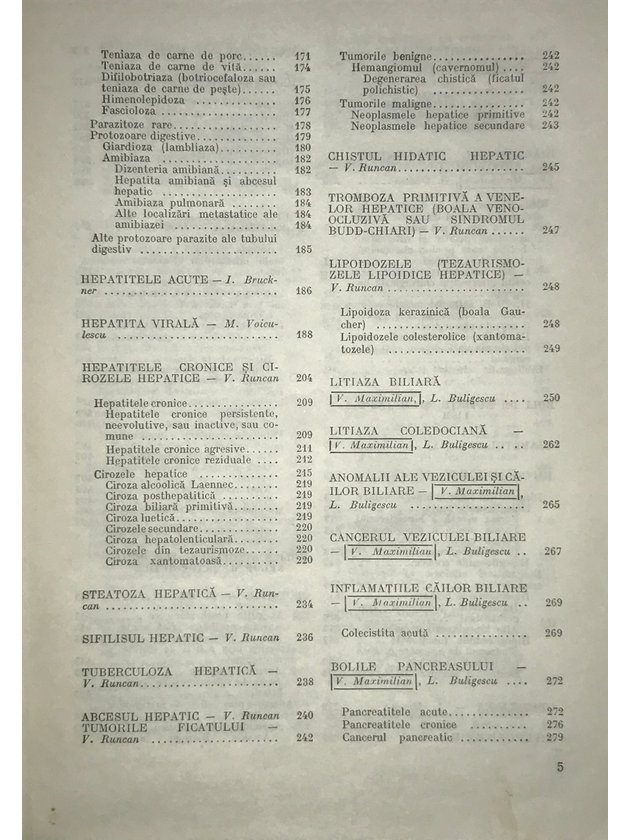 Teniaza de carne de porc...... 171
Teniaza de carne de vită...... 174
Difilobotriaza (botriocefaloza sau
teniaza de carne de pește)...... 175
Himenolepidoza ............ 176
Fascioloza .................. 177
Parazitoze rare.................. 178
Protozoare digestive.............. 179
Giardioza (lambliaza)........ 180
Amibiaza .................. 182
Dizenteria amibiană........ 182
Hepatita amibiană și abcesul
hepatic .................. 183
Amibiaza pulmonară ........ 184
Alte localizări metastatice ale 184
amibiazei .................. 184
Alte protozoare parazite ale tubului
digestiv ........................ 185
HEPATITELE ACUTE — I. Bruck-
ner ............................ 186
HEPATITA VIRALĂ — M. Voicu-
lescu .......................... 188
HEPATITELE CRONICE ȘI CI-
ROZELE HEPATICE — V. Runcan 204
Hepatitele cronice................ 209
Hepatitele cronice persistente,
neevolutive, sau inactive, sau co-
mune ...................... 209
Hepatitele cronice agresive...... 211
Hepatitele cronice reziduale .... 212
Cirozele hepatice .............. 215
Ciroza alcoolică Laennec........ 219
Ciroza posthepatitică .......... 219
Ciroza biliară primitivă........ 219
Ciroza luetică.................. 219
Cirozele secundare.............. 220
Ciroza hepatolenticulară........ 220
Cirozele din tezaurismoze...... 220
Ciroza xantomatoasă.......... 220
STEATOZA HEPATICĂ — V. Run-
can ............................ 234
SIFILISUL HEPATIC — V. Runcan 236
TUBERCULOZA HEPATICĂ —
V. Runcan...................... 238
ABCESUL HEPATIC — V. Runcan 240
TUMORILE FICATULUI —
V. Runcan .................... 242
Tumorile benigne................ 242
Hemangiomul (cavernomul) .... 242
Degenerarea chistică (ficatul
polichistic) ................ 242
Tumorile maligne................ 242
Neoplasmele hepatice primitive 242
Neoplasmele hepatice secundare 243
CHISTUL HIDATIC HEPATIC
— V. Runcan.................... 245
TROMBOZA PRIMITIVĂ A VENE-
LOR HEPATICE (BOALA VENO-
OCLUZIVĂ SAU SINDROMUL
BUDD-CHIARI) — V. Runcan ...... 247
LIPOIDOZELE (TEZAURISMO-
ZELE LIPOIDICE HEPATICE) —
V. Runcan ...................... 248
Lipoidoza kerazinică (boala Gau-
cher) ........................ 248
Lipoidozele colesterolice (xantoma-
tozele) ...................... 249
LITIAZA BILIARĂ
V. Maximilian, L. Buligescu .... 250
LITIAZA COLEDOCIANĂ —
V. Maximilian, L. Buligescu .. .. 262
ANOMALII ALE VEZICULEI ȘI CĂ-
ILOR BILIARE — V. Maximilian,
L. Buligescu .................. 265
CANCERUL VEZICULEI BILIARE
— V. Maximilian, L. Buligescu .. 267
INFLAMAȚIILE CĂILOR BILIARE
— V. Maximilian, L. Buligescu .. 269
Colecistita acută ................ 269
BOLILE PANCREASULUI —
V. Maximilian, L. Buligescu .... 272
Pancreatitele acute.............. 272
Pancreatitele cronice ............ 276
Cancerul pancreatic .............. 279
5